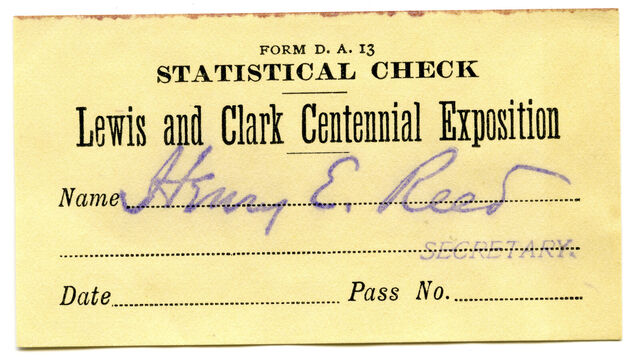 FORM D. A. 13
STATISTICAL CHECK
Lewis and Clark Centennial Exposition
Name Henry E. Reed
SECRETARY.
Date Pass No.